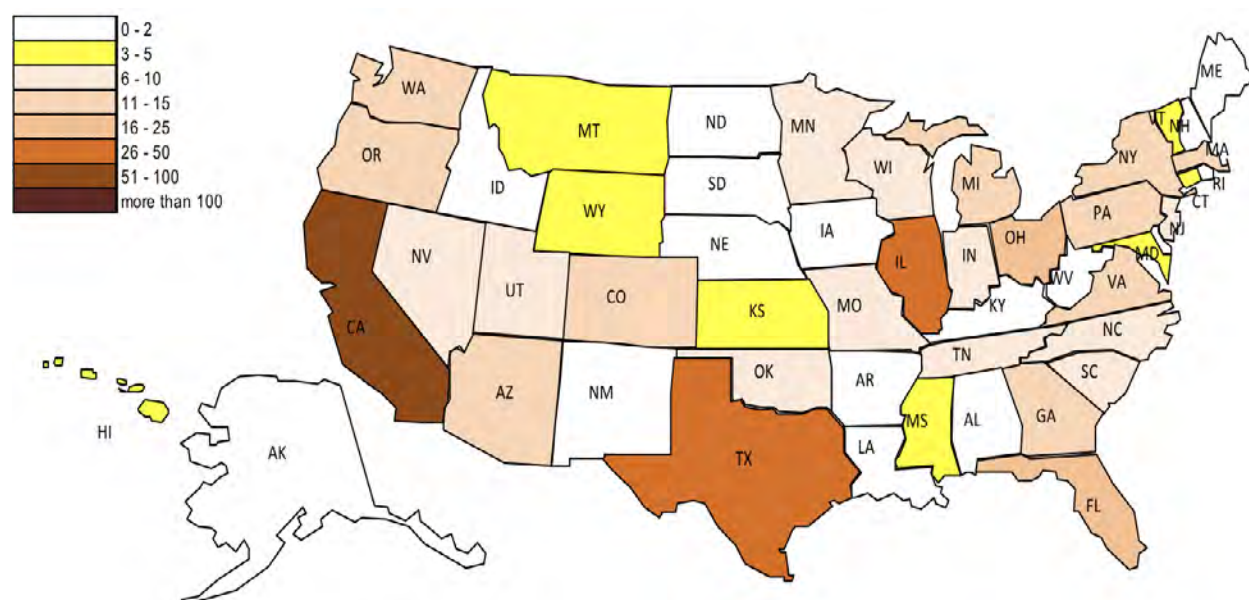 0 - 2
3 - 5
6 - 10
11 - 15
16 - 25
26 - 50
51 - 100
more than 100
ME
WA
ND
MT
MN
VT
NH
OR
NY
MA
WI
ID
SD
MI
RI
WY
CT
PA
IA
NJ
NE
OH
NV
IL
IN
MD
WV
UT
CO
VA
KS
MO
KY
CA
NC
TN
OK
SC
AZ
NM
AR
MS
AL
GA
HI
LA
AK
TX
FL